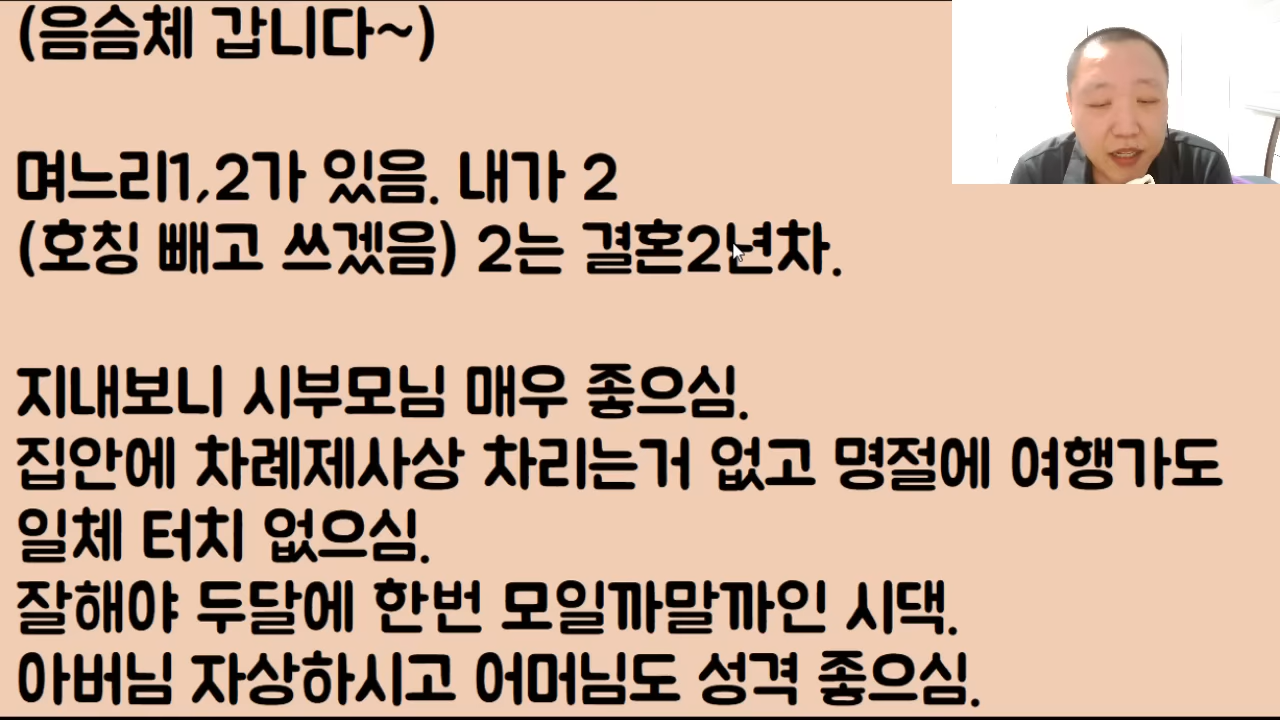 (음슴체 갑니다~)
며느리1,2가 있음. 내가 2
(호칭 빼고 쓰겠음) 2는 결혼2년차.
지내보니 시부모님 매우 좋으심.
집안에 차례제사상 차리는거 없고 명절에 여행가도
일체 터치 없으심.
잘해야 두달에 한번 모일까말까인 시댁.
아버님 자상하시고 어머님도 성격 좋으심.